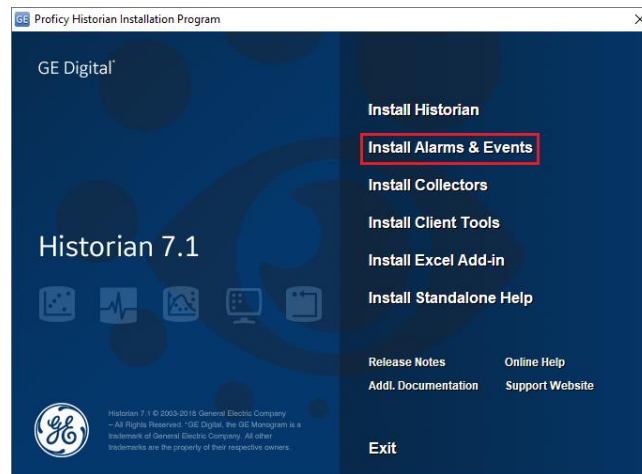 GE Proficy Historian Installation Program
GE Digital
Install Historian
Install Alarms & Events
Install Collectors
Install Client Tools
Historian 7.1
Install Excel Add-in
Install Standalone Help
Release Notes Online Help
Addl. Documentation Support Website
Historian 7.1 © 2003-2018 General Electric Company
– All Rights Reserved. *GE Digital, the GE Monogram is a
trademark of General Electric Company. All other
trademarks are the property of their respective owners.
Exit